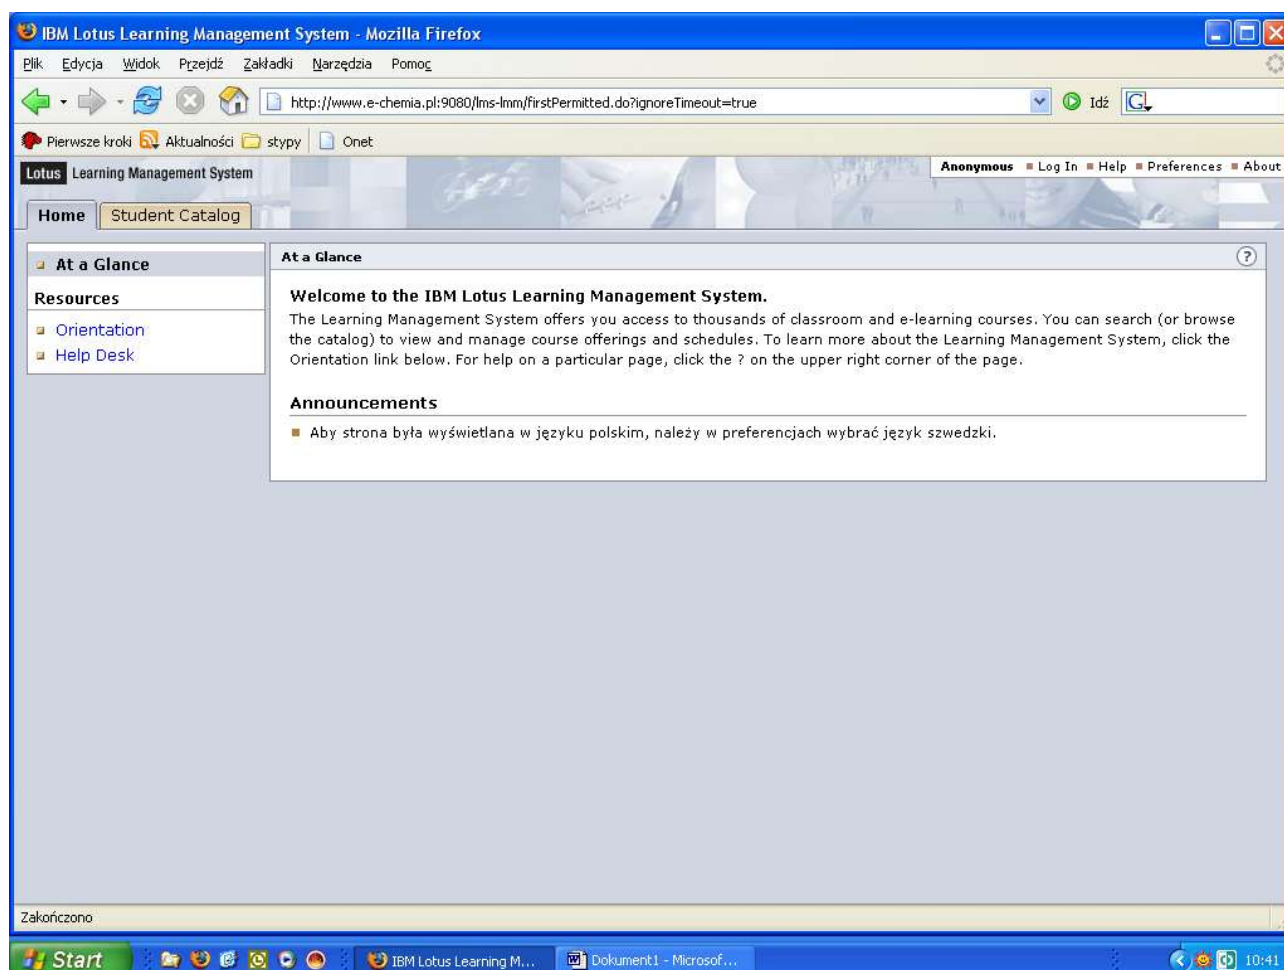 IBM Lotus Learning Management System - Mozilla Firefox
Plik Edycja Widok Przejdź Zakładki Narzędzia Pomoc
http://www.e-chemia.pl:9080/lms-lmm/firstPermitted.do?ignoreTimeout=true Idź G
Pierwsze kroki Aktualności stypy Onet
Lotus Learning Management System Anonymous Log In Help Preferences About
Home Student Catalog
At a Glance
Resources
Orientation
Help Desk
At a Glance ?
Welcome to the IBM Lotus Learning Management System.
The Learning Management System offers you access to thousands of classroom and e-learning courses. You can search (or browse
the catalog) to view and manage course offerings and schedules. To learn more about the Learning Management System, click the
Orientation link below. For help on a particular page, click the ? on the upper right corner of the page.
Announcements
Aby strona była wyświetlana w języku polskim, należy w preferencjach wybrać język szwedzki.
Zakończono
Start IBM Lotus Learning M... Dokument1 - Microsof... 10:41